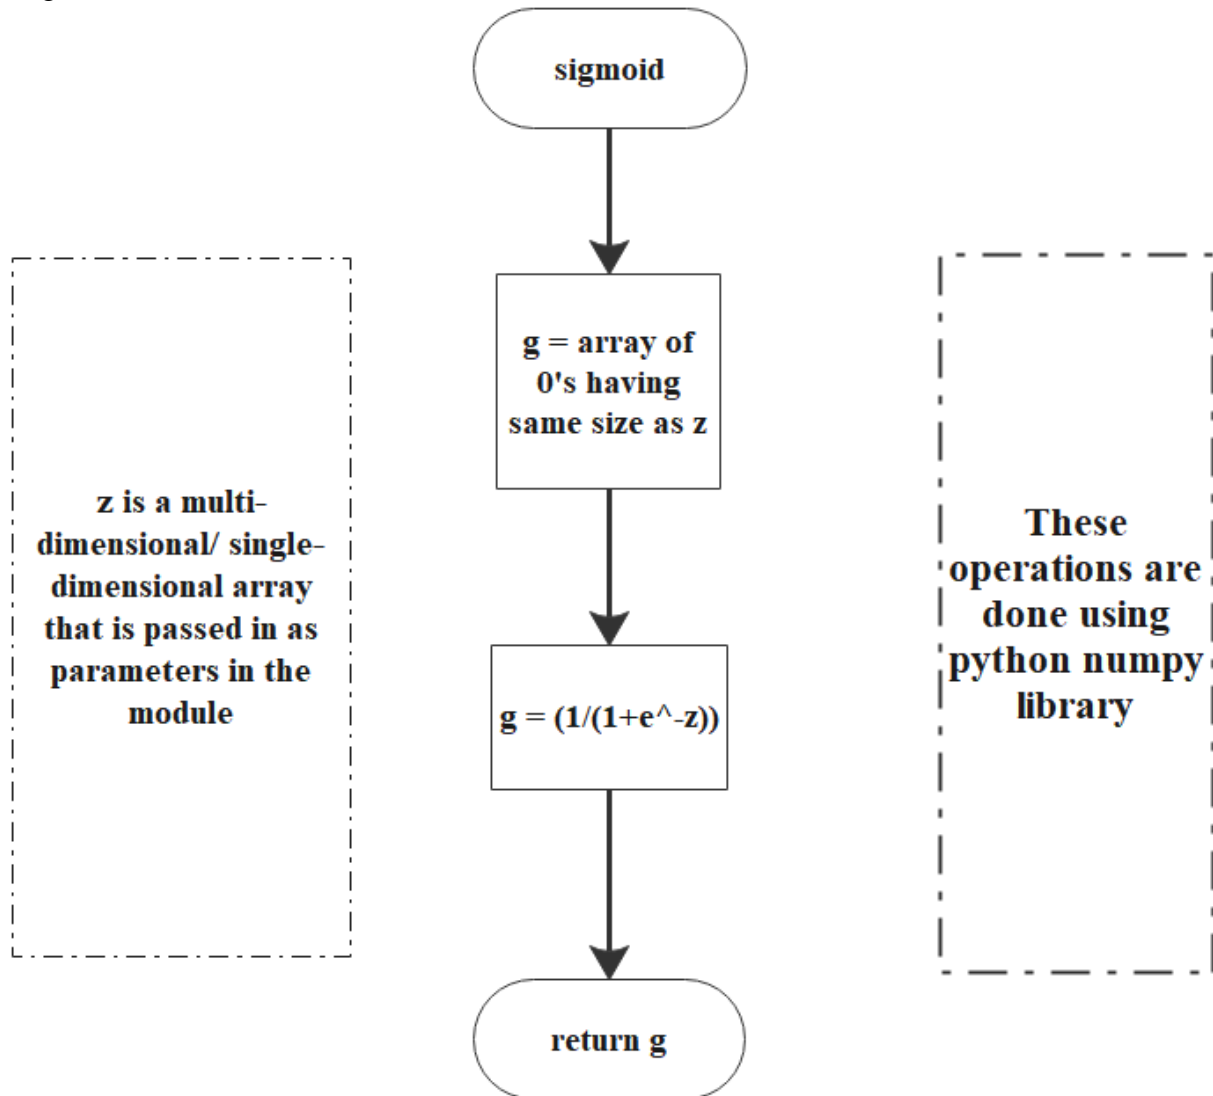 sigmoid
g = array of
0's having
same size as z
z is a multi-
dimensional/ single-
dimensional array
that is passed in as
parameters in the
module
These
operations are
done using
python numpy
library
g = (1/(1+e^-z))
return g